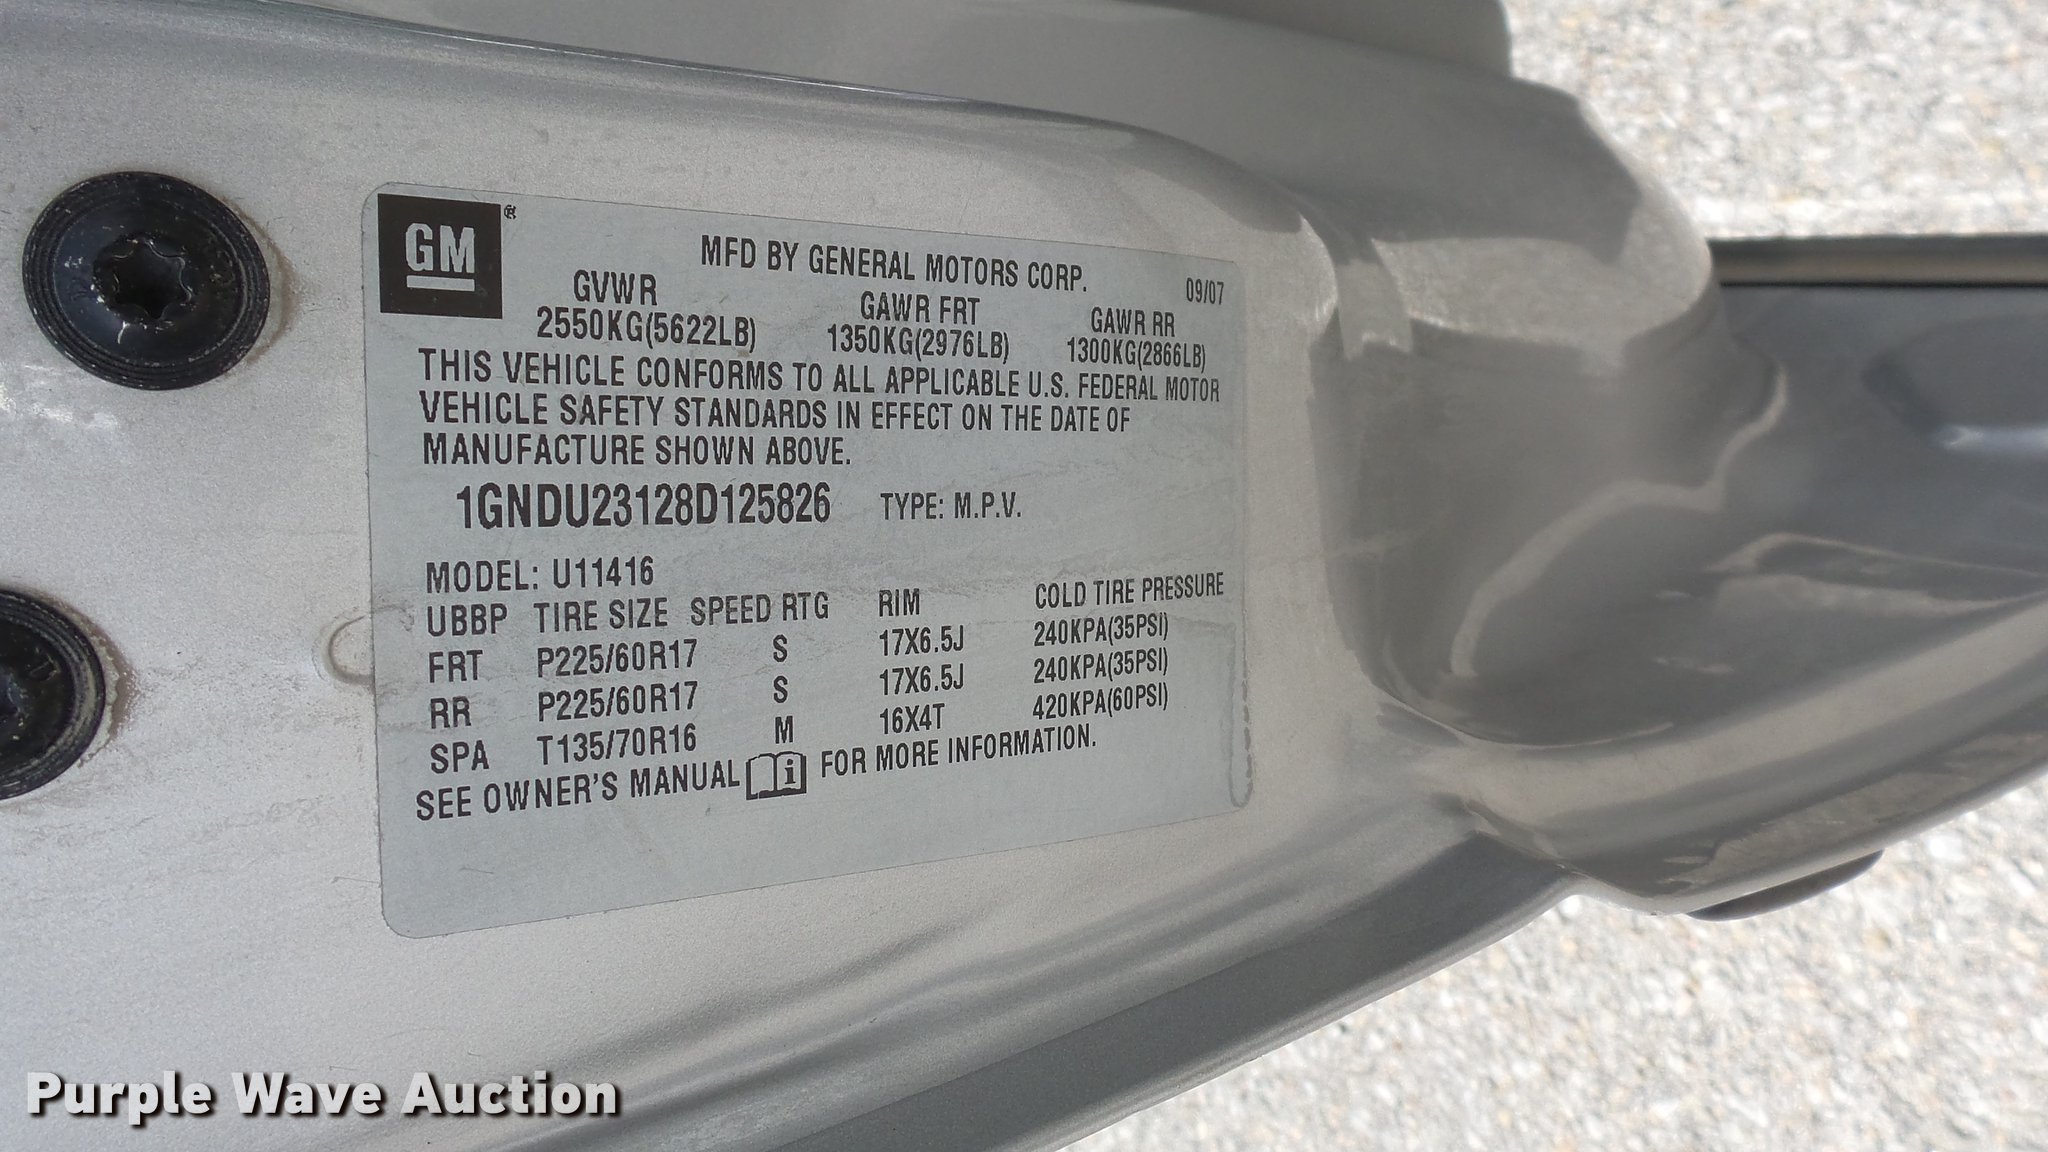 GM®
MFD BY GENERAL MOTORS CORP.
09/07
GVWR GAWR FRT GAWR RR
2550KG(5622LB) 1350KG(2976LB) 1300KG(2866LB)
THIS VEHICLE CONFORMS TO ALL APPLICABLE U.S. FEDERAL MOTOR
VEHICLE SAFETY STANDARDS IN EFFECT ON THE DATE OF
MANUFACTURE SHOWN ABOVE.
1GNDU23128D125826 TYPE: M.P.V.
MODEL: U11416
UBBP TIRE SIZE SPEED RTG RIM COLD TIRE PRESSURE
FRT P225/60R17 S 17X6.5J 240KPA(35PSI)
RR P225/60R17 S 17X6.5J 240KPA(35PSI)
SPA T135/70R16 M 16X4T 420KPA(60PSI)
SEE OWNER'S MANUAL i FOR MORE INFORMATION.
Purple Wave Auction